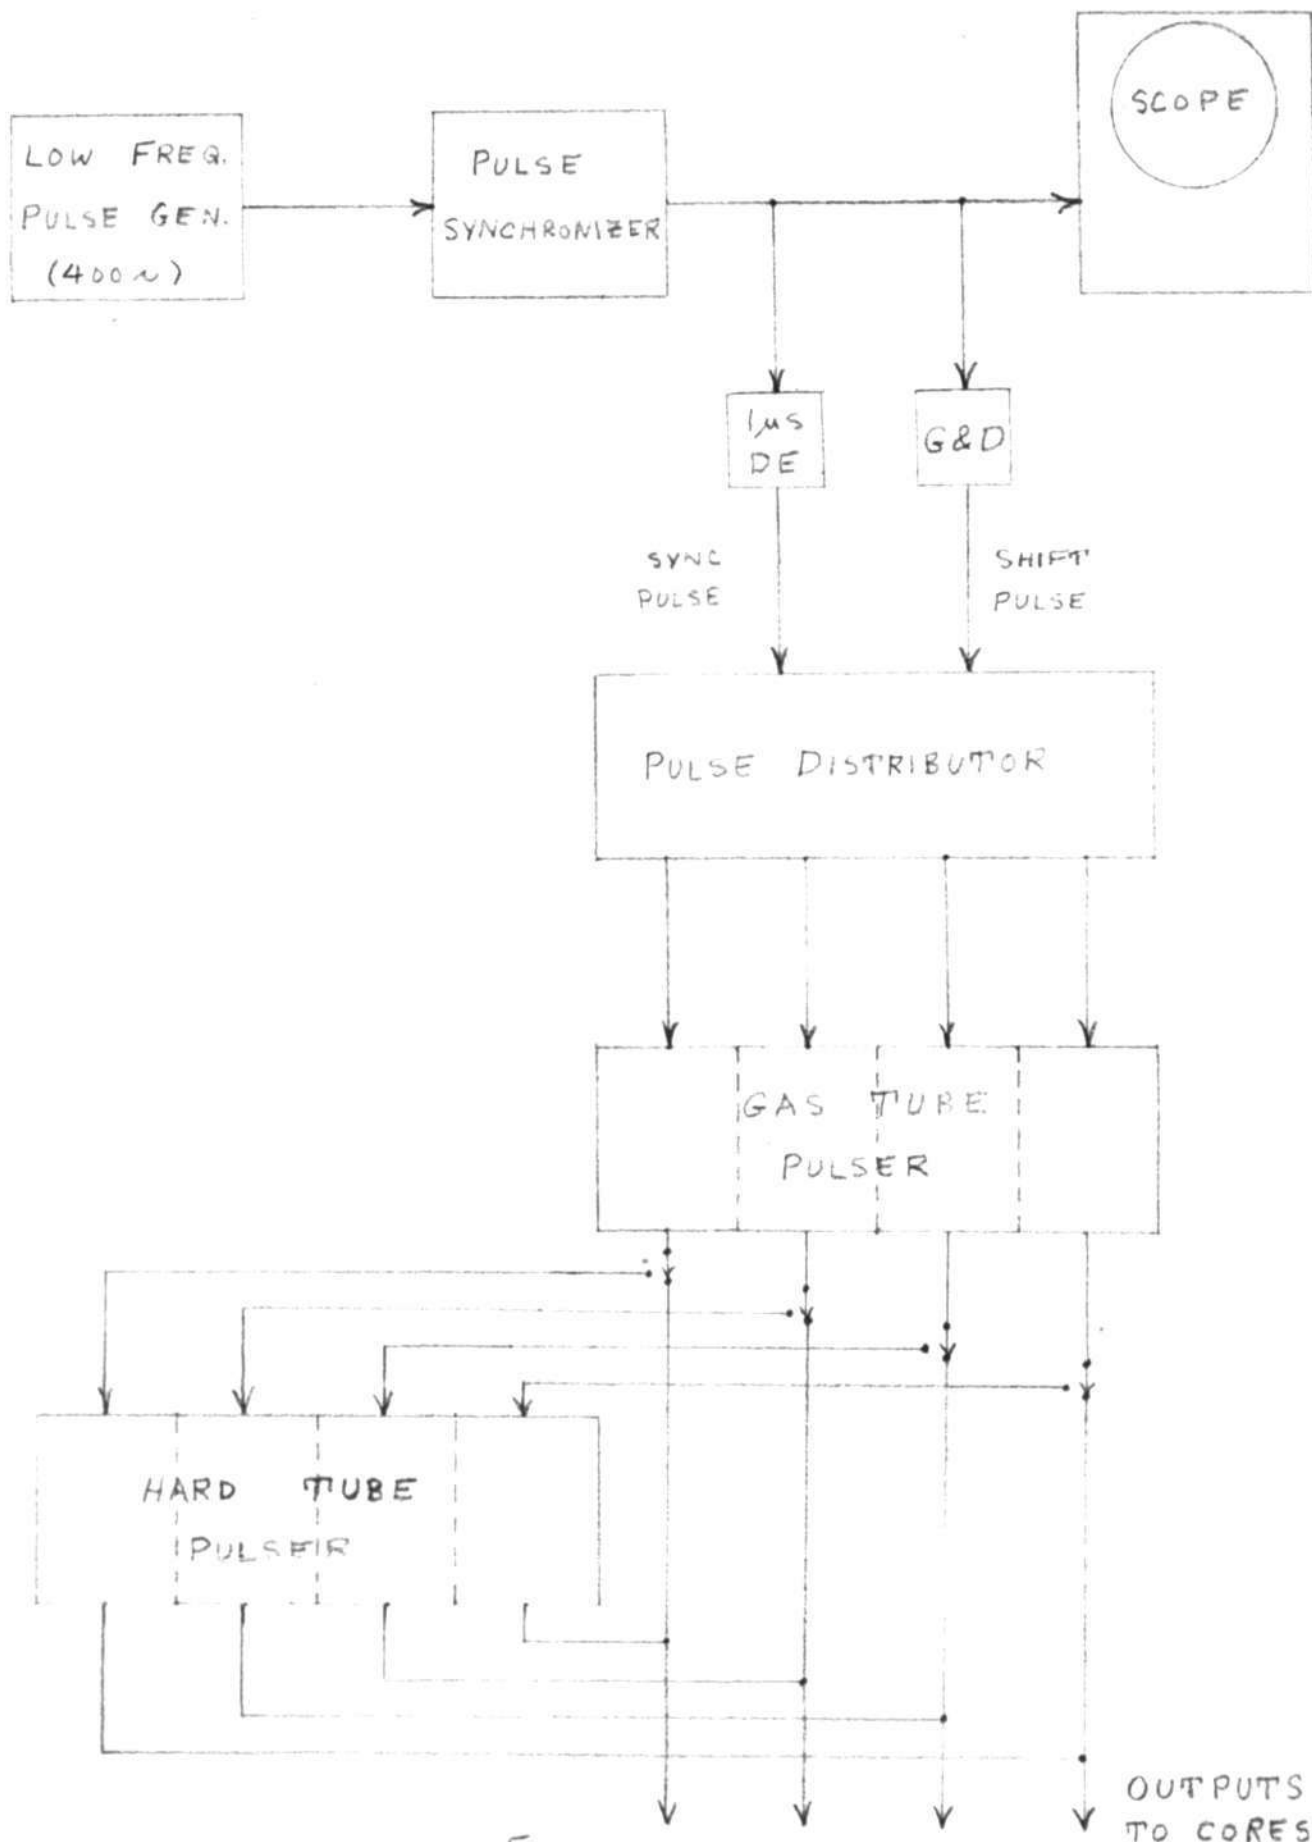 LOW FREQ.
PULSE GEN.
(400~)
PULSE
SYNCHRONIZER
SCOPE
1μs
DE
G&D
SYNC
PULSE
SHIFT
PULSE
PULSE DISTRIBUTOR
GAS TUBE
PULSER
HARD TUBE
PULSER
OUTPUTS
TO CORES